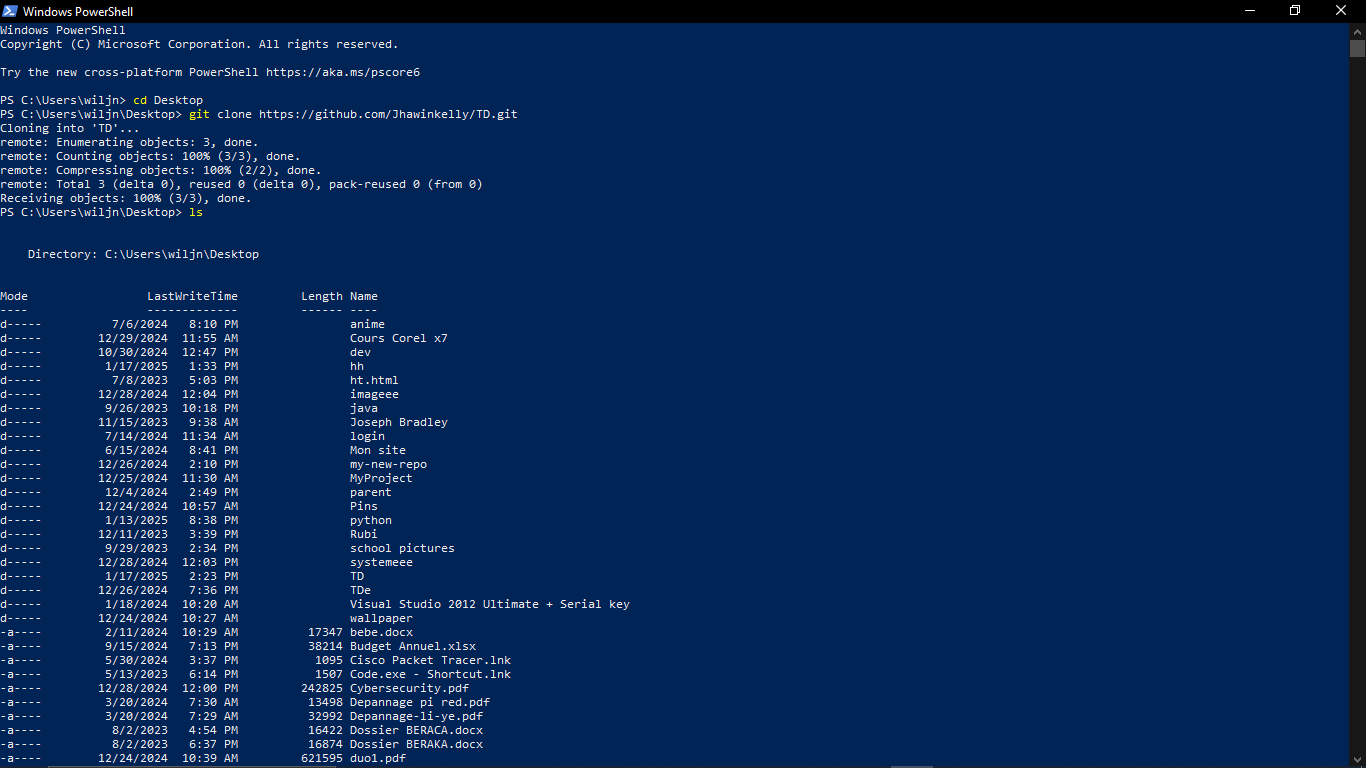 Windows PowerShell
Windows PowerShell
Copyright (C) Microsoft Corporation. All rights reserved.
Try the new cross-platform PowerShell https://aka.ms/pscore6
PS C:\Users\wiljn> cd Desktop
PS C:\Users\wiljn\Desktop> git clone https://github.com/Jhawinkelly/TD.git
Cloning into 'TD'...
remote: Enumerating objects: 3, done.
remote: Counting objects: 100% (3/3), done.
remote: Compressing objects: 100% (2/2), done.
remote: Total 3 (delta 0), reused 0 (delta 0), pack-reused 0 (from 0)
Receiving objects: 100% (3/3), done.
PS C:\Users\wiljn\Desktop> ls
    Directory: C:\Users\wiljn\Desktop
Mode                 LastWriteTime         Length Name
----                 -------------         ------ ----
d-----          7/6/2024   8:10 PM                anime
d-----        12/29/2024  11:55 AM                Cours Corel x7
d-----        10/30/2024  12:47 PM                dev
d-----         1/17/2025   1:33 PM                hh
d-----          7/8/2023   5:03 PM                ht.html
d-----        12/28/2024  12:04 PM                imageee
d-----         9/26/2023  10:18 PM                java
d-----        11/15/2023   9:38 AM                Joseph Bradley
d-----         7/14/2024  11:34 AM                login
d-----         6/15/2024   8:41 PM                Mon site
d-----        12/26/2024   2:10 PM                my-new-repo
d-----        12/25/2024  11:30 AM                MyProject
d-----         12/4/2024   2:49 PM                parent
d-----        12/24/2024  10:57 AM                Pins
d-----         1/13/2025   8:38 PM                python
d-----        12/11/2023   3:39 PM                Rubi
d-----         9/29/2023   2:34 PM                school pictures
d-----        12/28/2024  12:03 PM                systemeee
d-----         1/17/2025   2:23 PM                TD
d-----        12/26/2024   7:36 PM                TDe
d-----         1/18/2024  10:20 AM                Visual Studio 2012 Ultimate + Serial key
d-----        12/24/2024  10:27 AM                wallpaper
-a----         2/11/2024  10:29 AM          17347 bebe.docx
-a----         9/15/2024   7:13 PM          38214 Budget Annuel.xlsx
-a----         5/30/2024   3:37 PM           1095 Cisco Packet Tracer.lnk
-a----         5/13/2023   6:14 PM           1507 Code.exe - Shortcut.lnk
-a----        12/28/2024  12:00 PM         242825 Cybersecurity.pdf
-a----         3/20/2024   7:30 AM          13498 Depannage pi red.pdf
-a----         3/20/2024   7:29 AM          32992 Depannage-li-ye.pdf
-a----          8/2/2023   4:54 PM          16422 Dossier BERACA.docx
-a----          8/2/2023   6:37 PM          16874 Dossier BERAKA.docx
-a----        12/24/2024  10:39 AM         621595 duo1.pdf